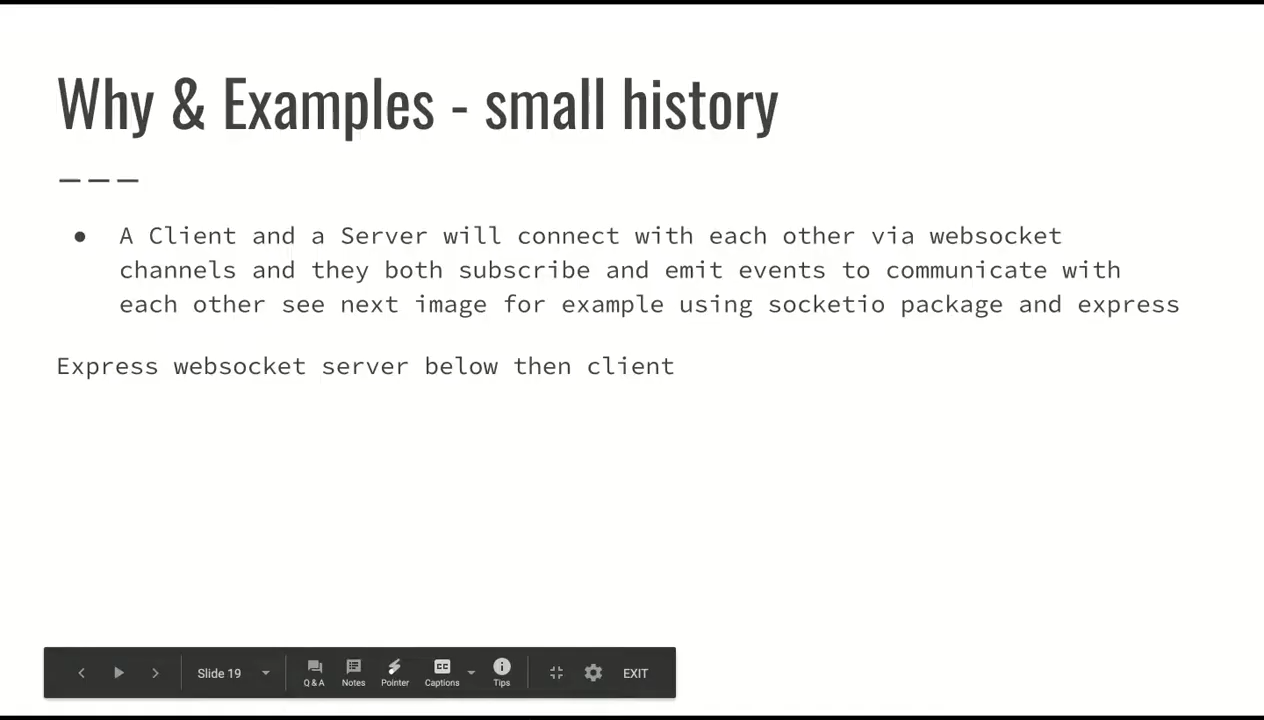 Why & Examples - small history
● A Client and a Server will connect with each other via websocket
channels and they both subscribe and emit events to communicate with
each other see next image for example using socketio package and express
Express websocket server below then client
Slide 19
Q & A
Notes
Pointer
Captions
Tips
EXIT